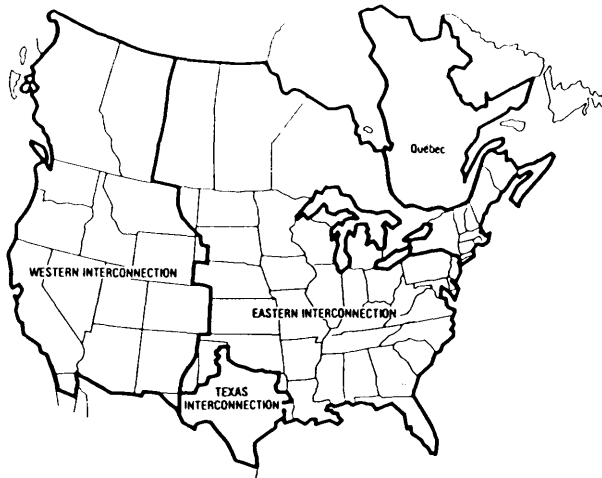 Québec
WESTERN INTERCONNECTION
EASTERN INTERCONNECTION
TEXAS
INTERCONNECTION